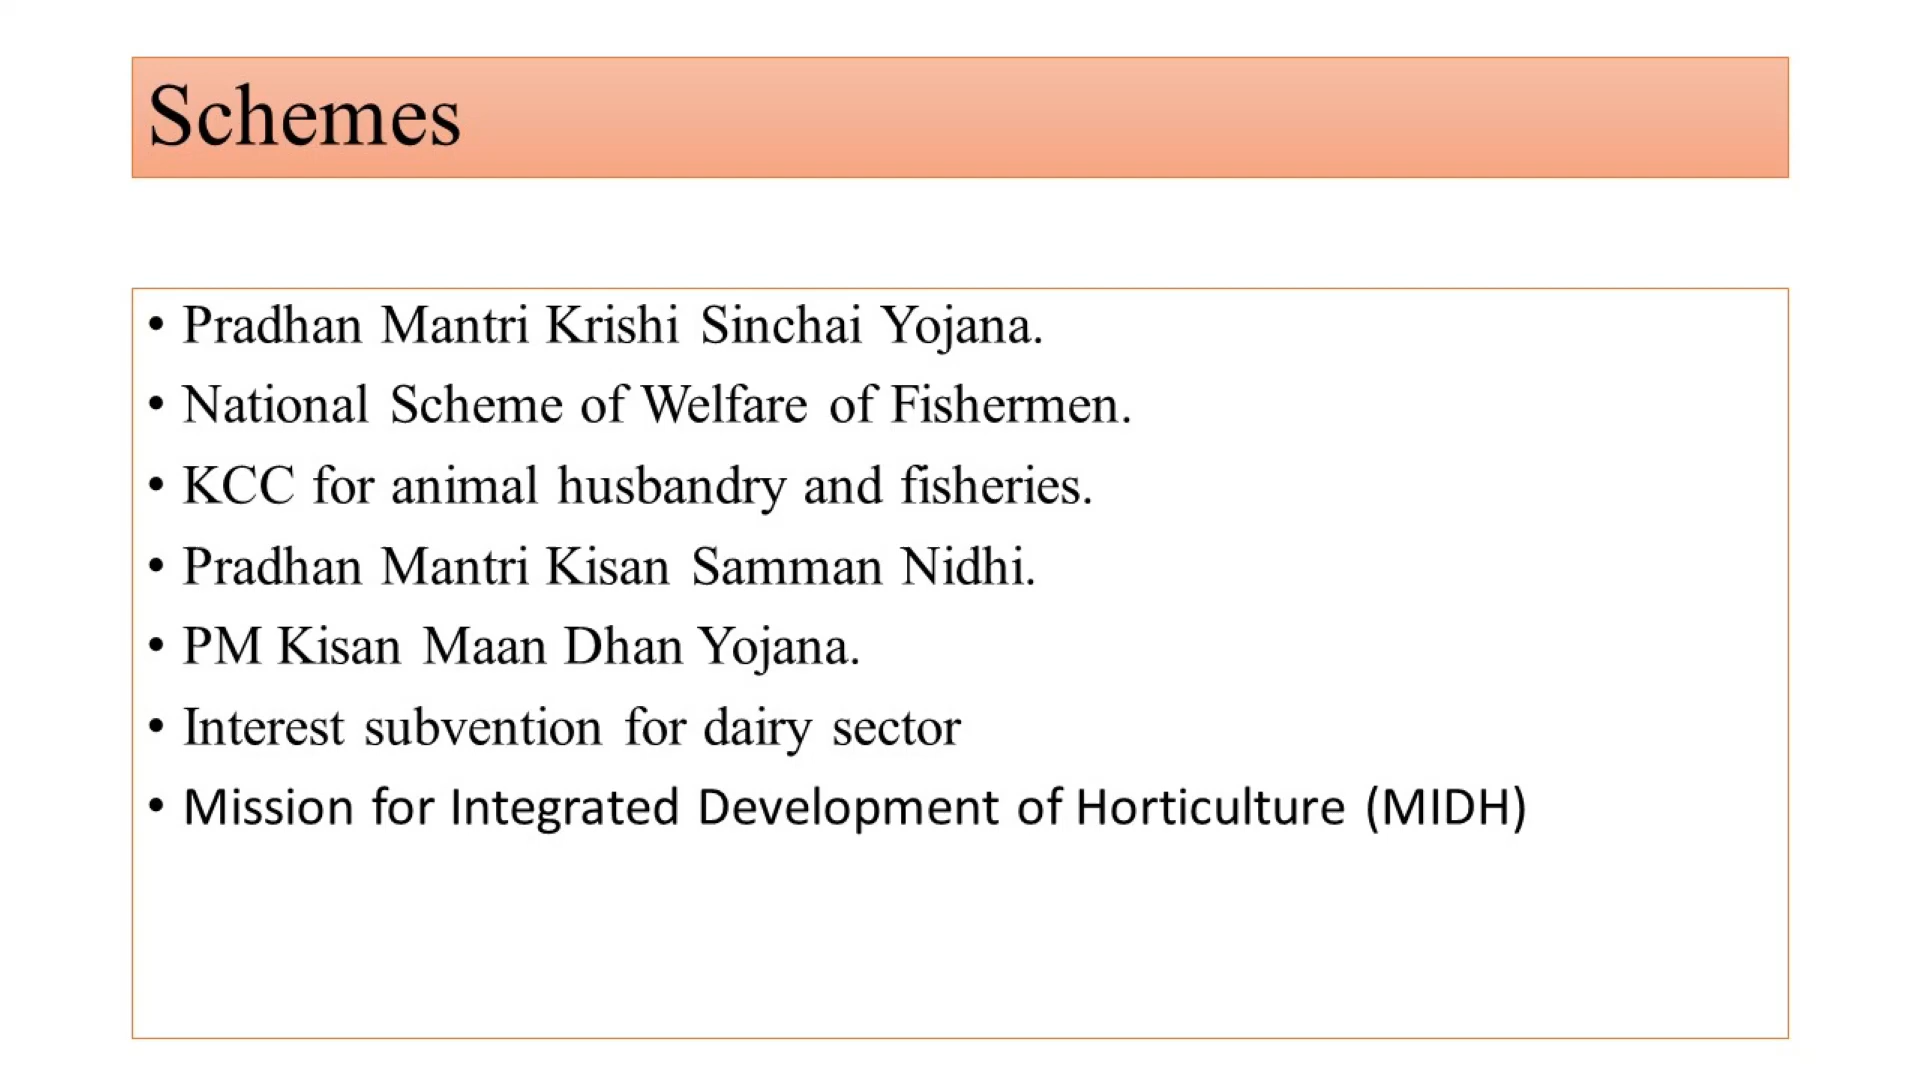 Schemes
• Pradhan Mantri Krishi Sinchai Yojana.
• National Scheme of Welfare of Fishermen.
• KCC for animal husbandry and fisheries.
• Pradhan Mantri Kisan Samman Nidhi.
• PM Kisan Maan Dhan Yojana.
• Interest subvention for dairy sector
• Mission for Integrated Development of Horticulture (MIDH)